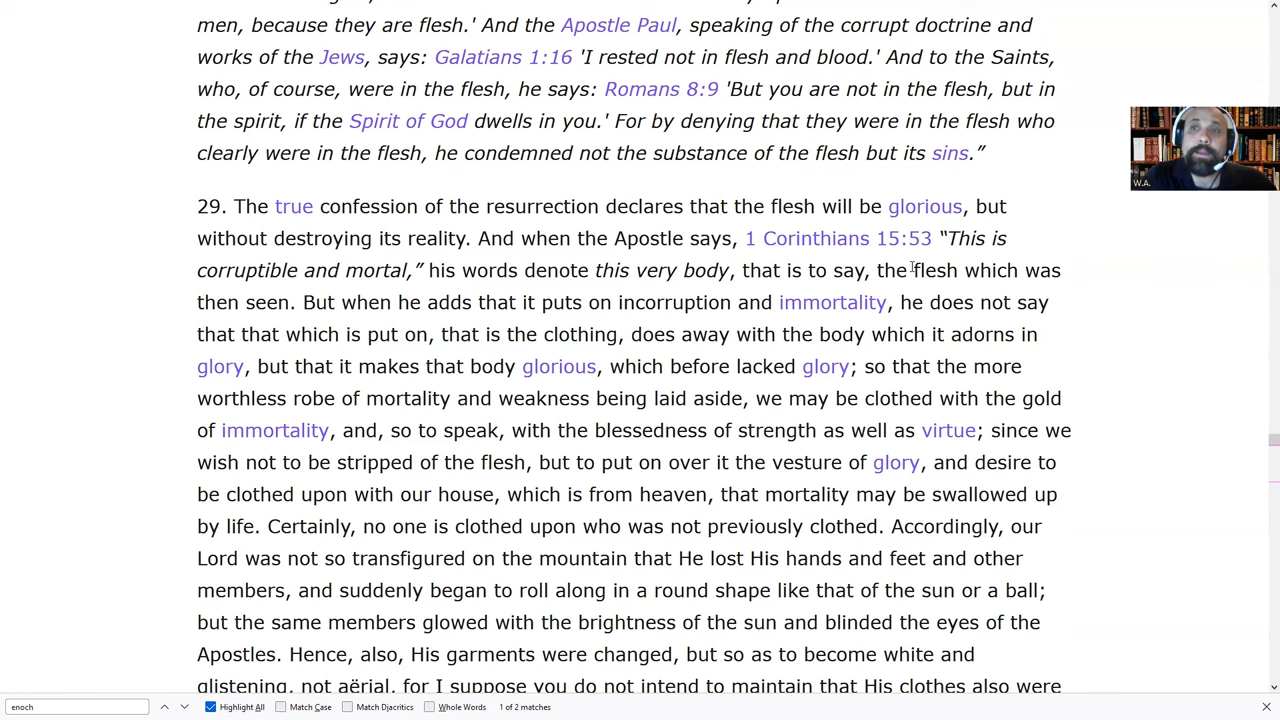 men, because they are flesh.' And the Apostle Paul, speaking of the corrupt doctrine and
works of the Jews, says: Galatians 1:16 'I rested not in flesh and blood.' And to the Saints,
who, of course, were in the flesh, he says: Romans 8:9 'But you are not in the flesh, but in
the spirit, if the Spirit of God dwells in you.' For by denying that they were in the flesh who
clearly were in the flesh, he condemned not the substance of the flesh but its sins.”
29. The true confession of the resurrection declares that the flesh will be glorious, but
without destroying its reality. And when the Apostle says, 1 Corinthians 15:53 “This is
corruptible and mortal,” his words denote this very body, that is to say, the flesh which was
then seen. But when he adds that it puts on incorruption and immortality, he does not say
that that which is put on, that is the clothing, does away with the body which it adorns in
glory, but that it makes that body glorious, which before lacked glory; so that the more
worthless robe of mortality and weakness being laid aside, we may be clothed with the gold
of immortality, and, so to speak, with the blessedness of strength as well as virtue; since we
wish not to be stripped of the flesh, but to put on over it the vesture of glory, and desire to
be clothed upon with our house, which is from heaven, that mortality may be swallowed up
by life. Certainly, no one is clothed upon who was not previously clothed. Accordingly, our
Lord was not so transfigured on the mountain that He lost His hands and feet and other
members, and suddenly began to roll along in a round shape like that of the sun or a ball;
but the same members glowed with the brightness of the sun and blinded the eyes of the
Apostles. Hence, also, His garments were changed, but so as to become white and
glistening, not aërial, for I suppose you do not intend to maintain that His clothes also were
W.A.
enoch
Highlight All
Match Case
Match Diacritics
Whole Words
1 of 2 matches